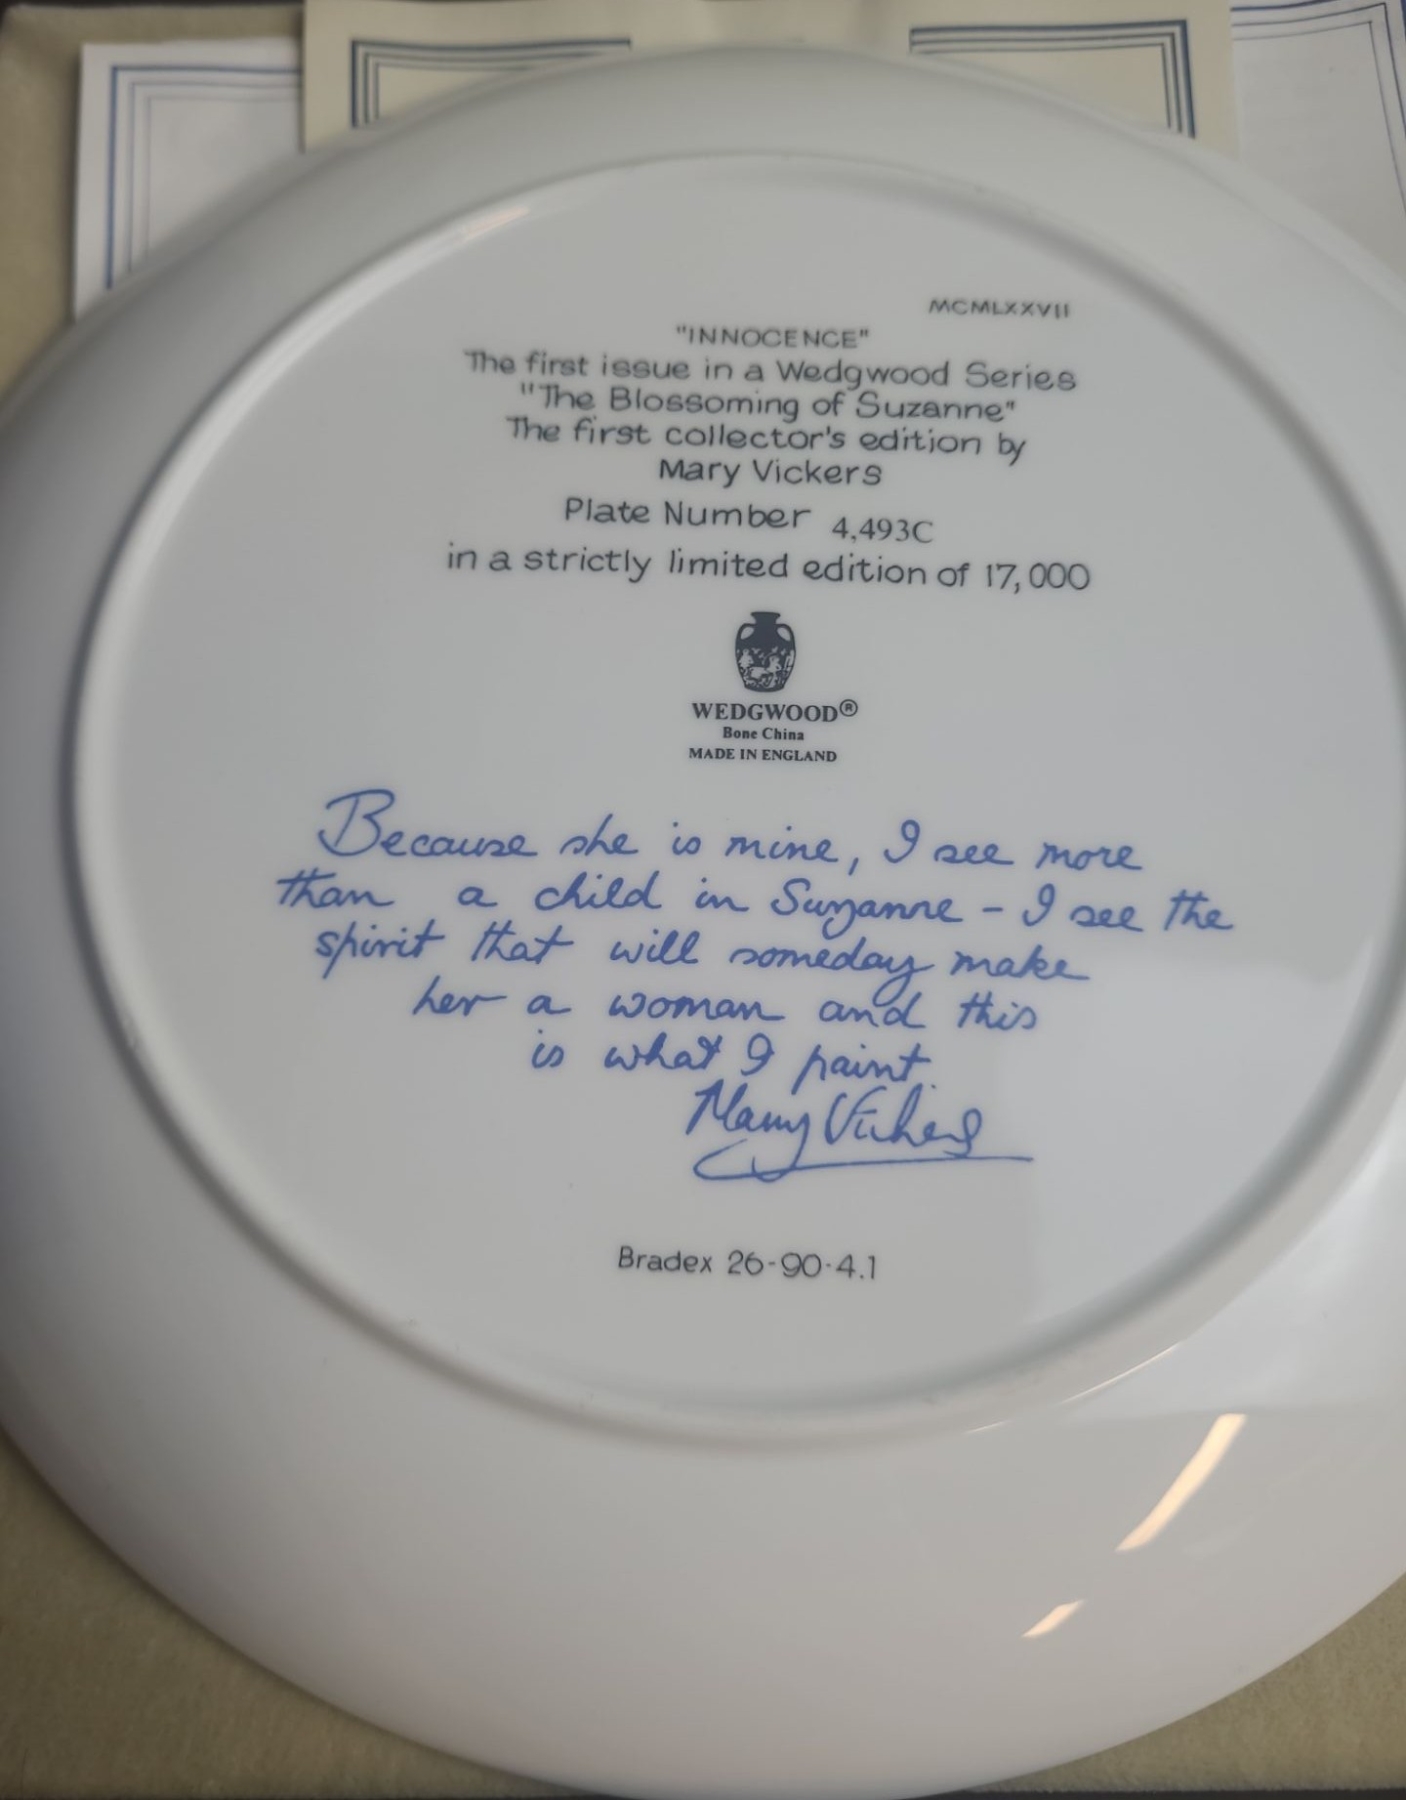 MCMLXXVII
"INNOCENCE"
The first issue in a Wedgwood Series
"The Blossoming of Suzanne"
The first collector's edition by
Mary Vickers
Plate Number 4,493C
in a strictly limited edition of 17,000
WEDGWOOD®
Bone China
MADE IN ENGLAND
Because she is mine, I see more
than a child in Suzanne - I see the
spirit that will someday make
her a woman and this
is what I paint.
Mary Vickers
Bradex 26-90-4.1